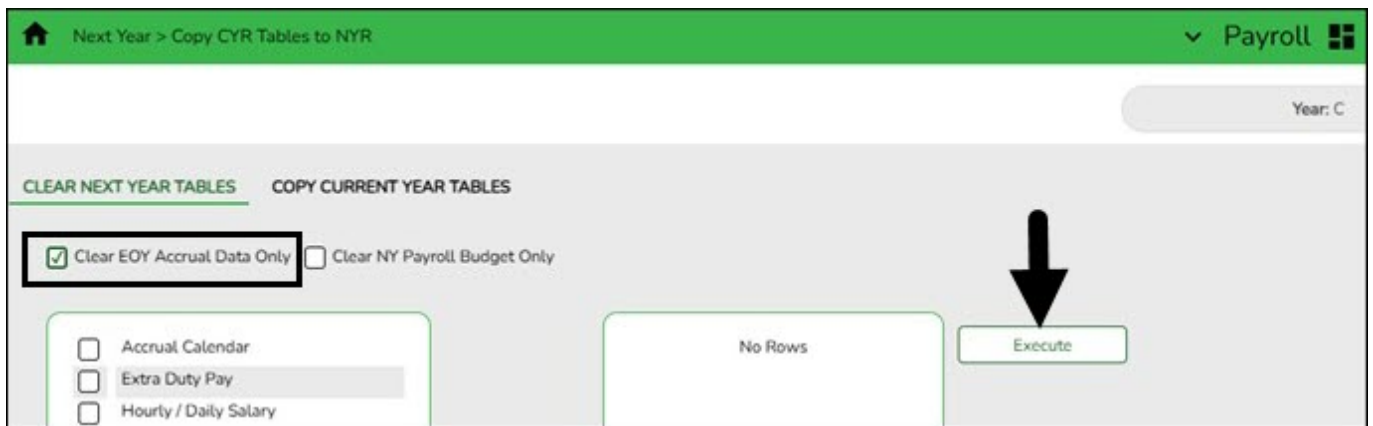 Next Year > Copy CYR Tables to NYR
Payroll
Year: C
CLEAR NEXT YEAR TABLES
COPY CURRENT YEAR TABLES
Clear EOY Accrual Data Only
Clear NY Payroll Budget Only
Accrual Calendar
Extra Duty Pay
Hourly / Daily Salary
No Rows
Execute